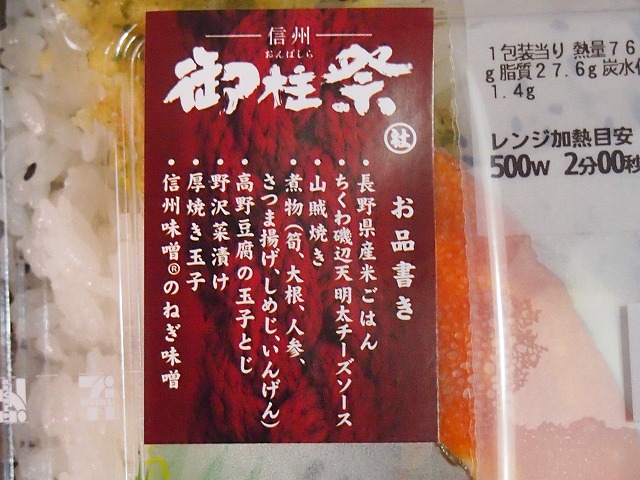 信州
おんばしら
御柱祭
社
お品書き
・長野県産米ごはん
・ちくわ磯辺天 明太チーズソース
・山賊焼き
・煮物(筍、大根、人参、
さつま揚げ、しめじ、いんげん)
・高野豆腐の玉子とじ
・野沢菜漬け
・厚焼き玉子
・信州味噌®のねぎ味噌
1包装当り 熱量76
g 脂質27.6g 炭水
1.4g
レンジ加熱目安
500W 2分00秒